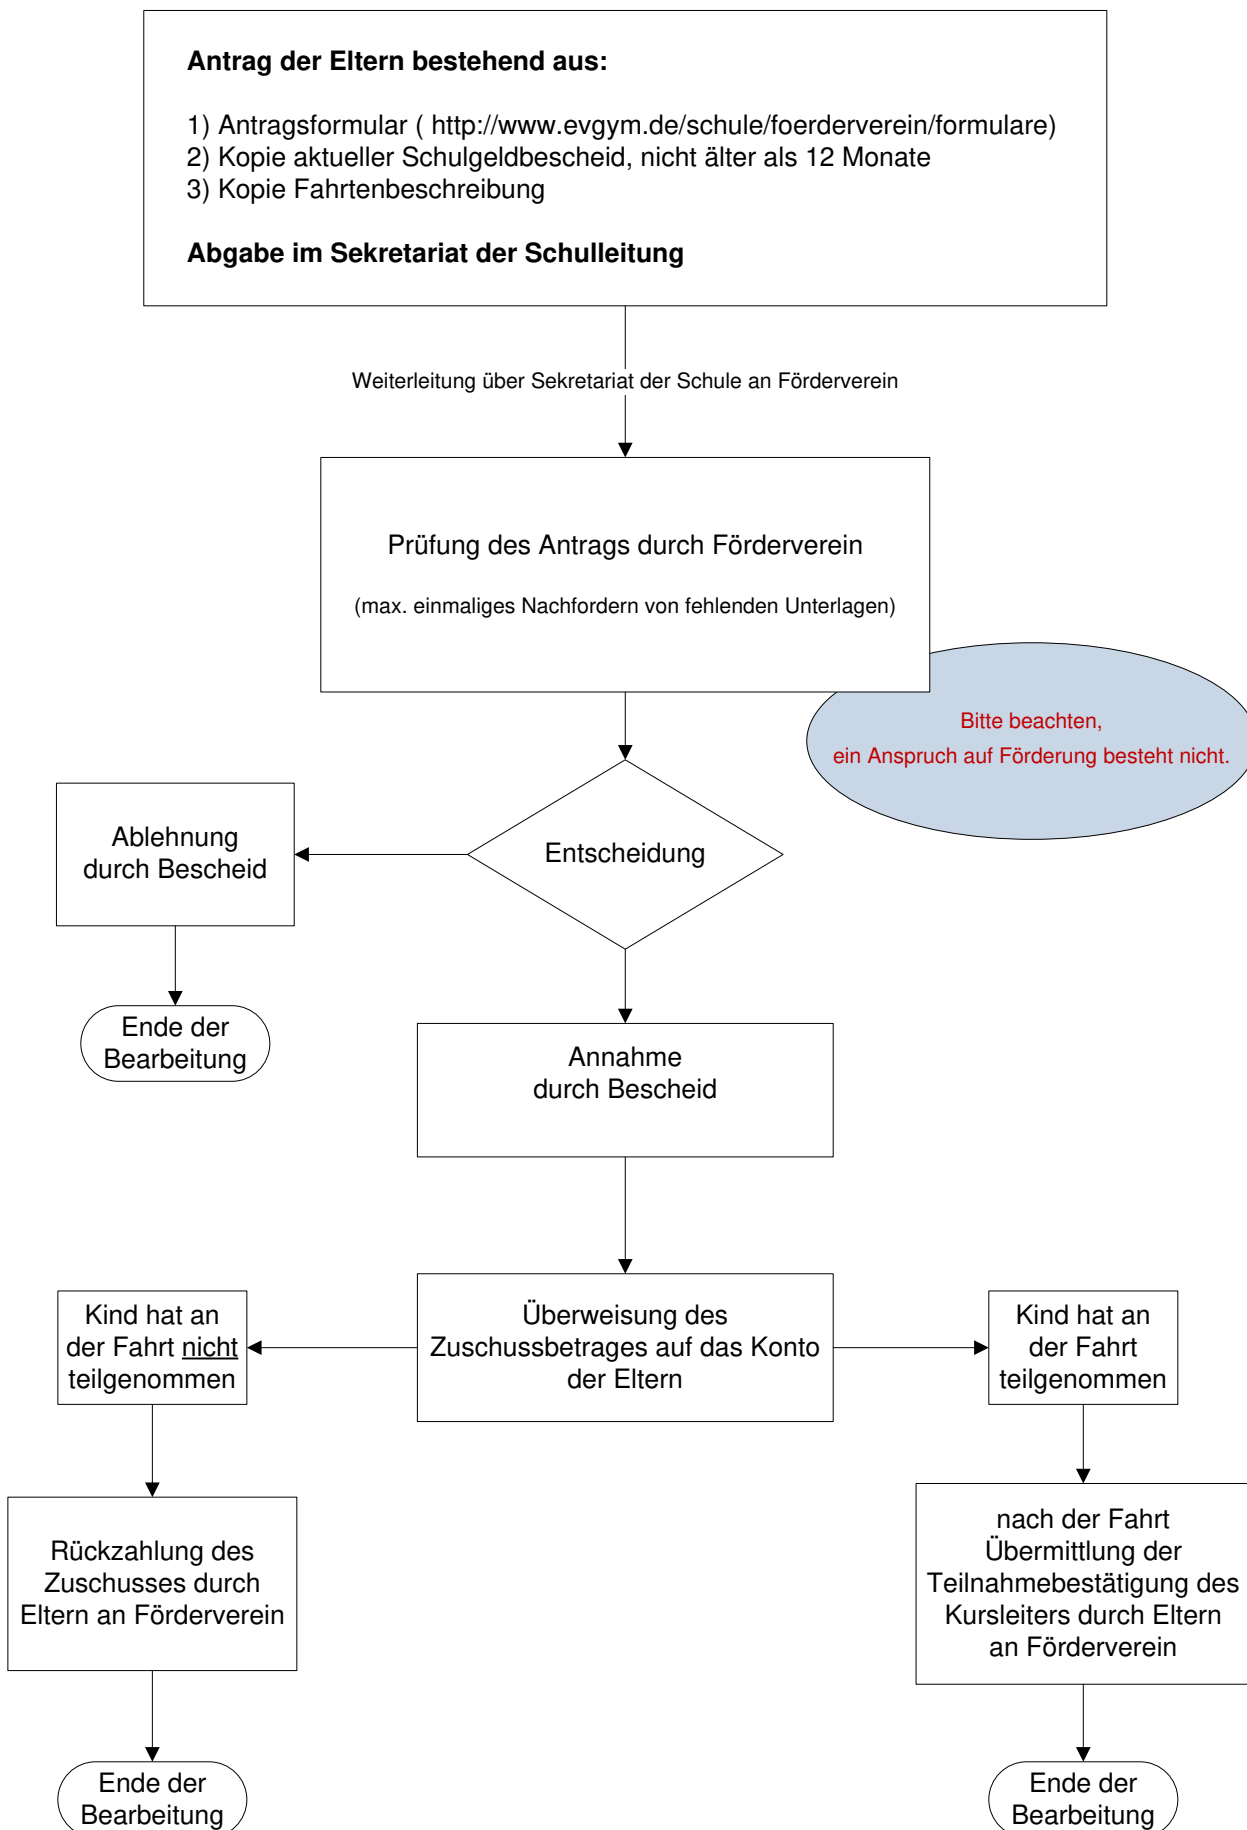 Antrag der Eltern bestehend aus:
1) Antragsformular ( http://www.evgym.de/schule/foerderverein/formulare)
2) Kopie aktueller Schulgeldbescheid, nicht älter als 12 Monate
3) Kopie Fahrtenbeschreibung
Abgabe im Sekretariat der Schulleitung
Weiterleitung über Sekretariat der Schule an Förderverein
Prüfung des Antrags durch Förderverein
(max. einmaliges Nachfordern von fehlenden Unterlagen)
Bitte beachten,
ein Anspruch auf Förderung besteht nicht.
Entscheidung
Ablehnung
durch Bescheid
Ende der
Bearbeitung
Annahme
durch Bescheid
Überweisung des
Zuschussbetrages auf das Konto
der Eltern
Kind hat an
der Fahrt nicht
teilgenommen
Kind hat an
der Fahrt
teilgenommen
Rückzahlung des
Zuschusses durch
Eltern an Förderverein
nach der Fahrt
Übermittlung der
Teilnahmebestätigung des
Kursleiters durch Eltern
an Förderverein
Ende der
Bearbeitung
Ende der
Bearbeitung